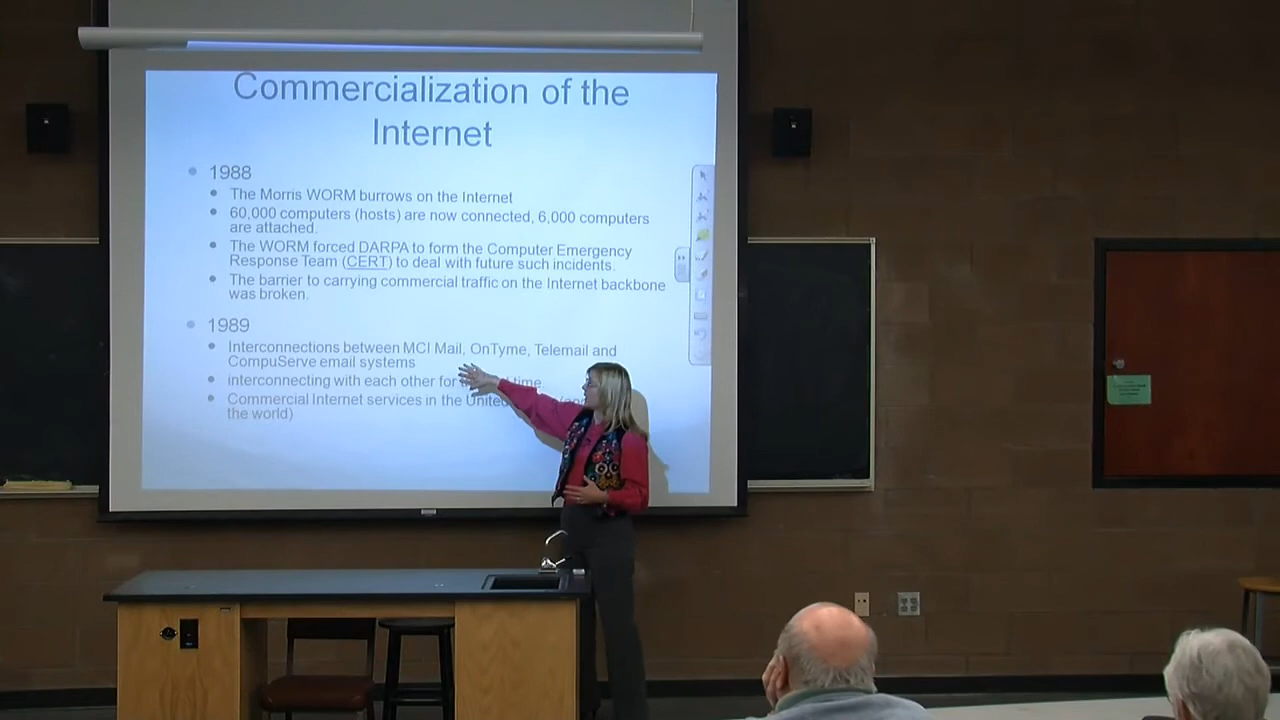 Commercialization of the
Internet
1988
The Morris WORM burrows on the Internet
60,000 computers (hosts) are now connected, 6,000 computers
are attached.
The WORM forced DARPA to form the Computer Emergency
Response Team (CERT) to deal with future such incidents.
The barrier to carrying commercial traffic on the Internet backbone
was broken.
1989
Interconnections between MCI Mail, OnTyme, Telemail and
CompuServe email systems
interconnecting with each other for time.
Commercial Internet services in the United
the world)